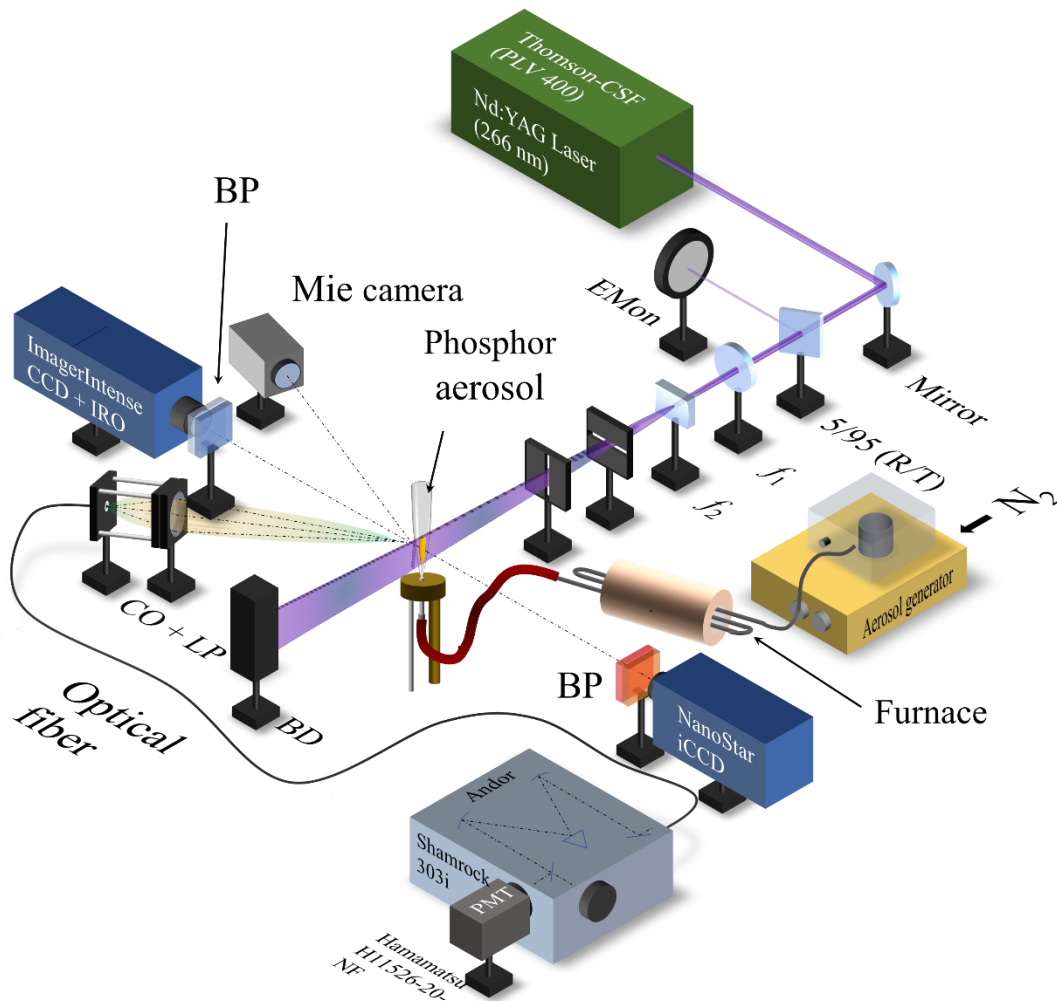 Thomson-CSF
(PLV 400)
Nd:YAG Laser
(266 nm)
BP
Mie camera
EMon
Phosphor
aerosol
ImagerIntense
CCD + IRO
Mirror
5/95 (R/T)
f1
f2
N2
Aerosol generator
CO + LP
BD
Optical
fiber
BP
Furnace
NanoStar
iCCD
Andor
Shamrock
303i
PMT
Hamamatsu
H11526-20-
NF